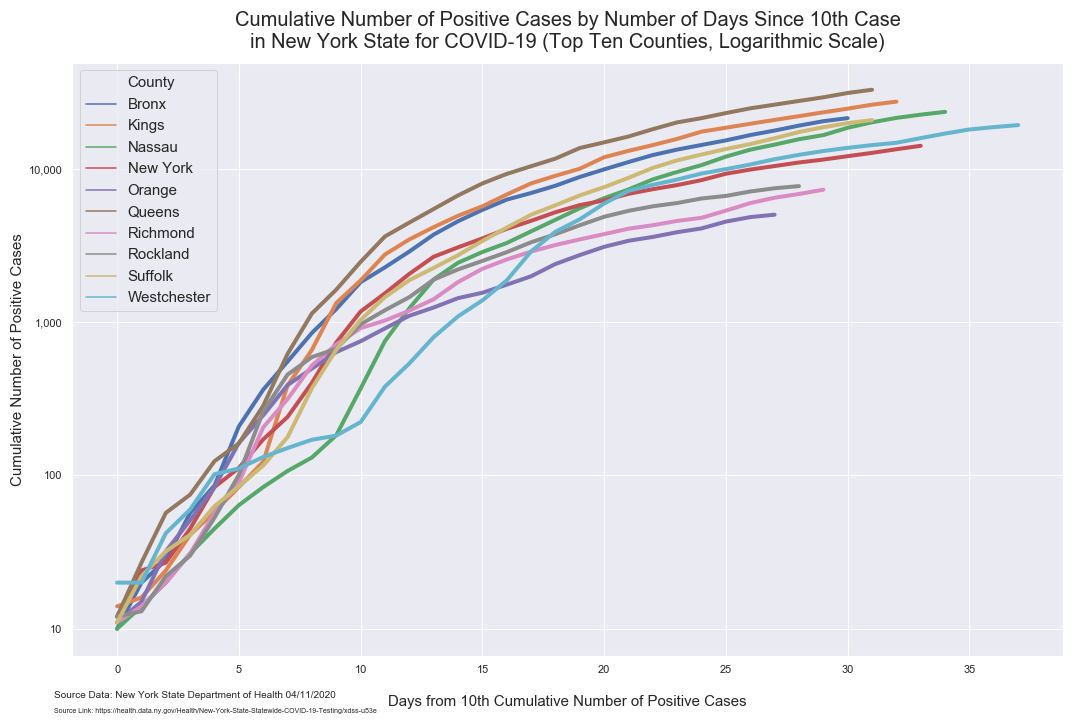 Cumulative Number of Positive Cases by Number of Days Since 10th Case
in New York State for COVID-19 (Top Ten Counties, Logarithmic Scale)
County
Bronx
Kings
Nassau
New York
Orange
Queens
Richmond
Rockland
Suffolk
Westchester
Cumulative Number of Positive Cases
10,000
1,000
100
10
0 5 10 15 20 25 30 35
Days from 10th Cumulative Number of Positive Cases
Source Data: New York State Department of Health 04/11/2020
Source Link: https://health.data.ny.gov/Health/New-York-State-Statewide-COVID-19-Testing/xdss-u53e